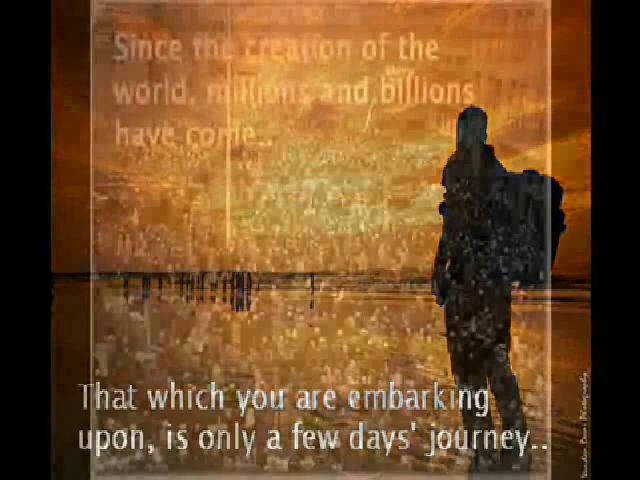 Since the creation of the
world, millions and billions
have come..
That which you are embarking
upon, is only a few days' journey..